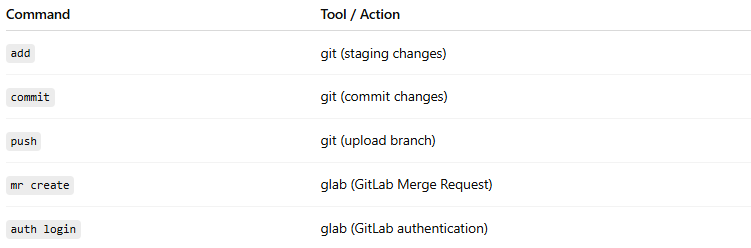 Command Tool / Action
add git (staging changes)
commit git (commit changes)
push git (upload branch)
mr create glab (GitLab Merge Request)
auth login glab (GitLab authentication)